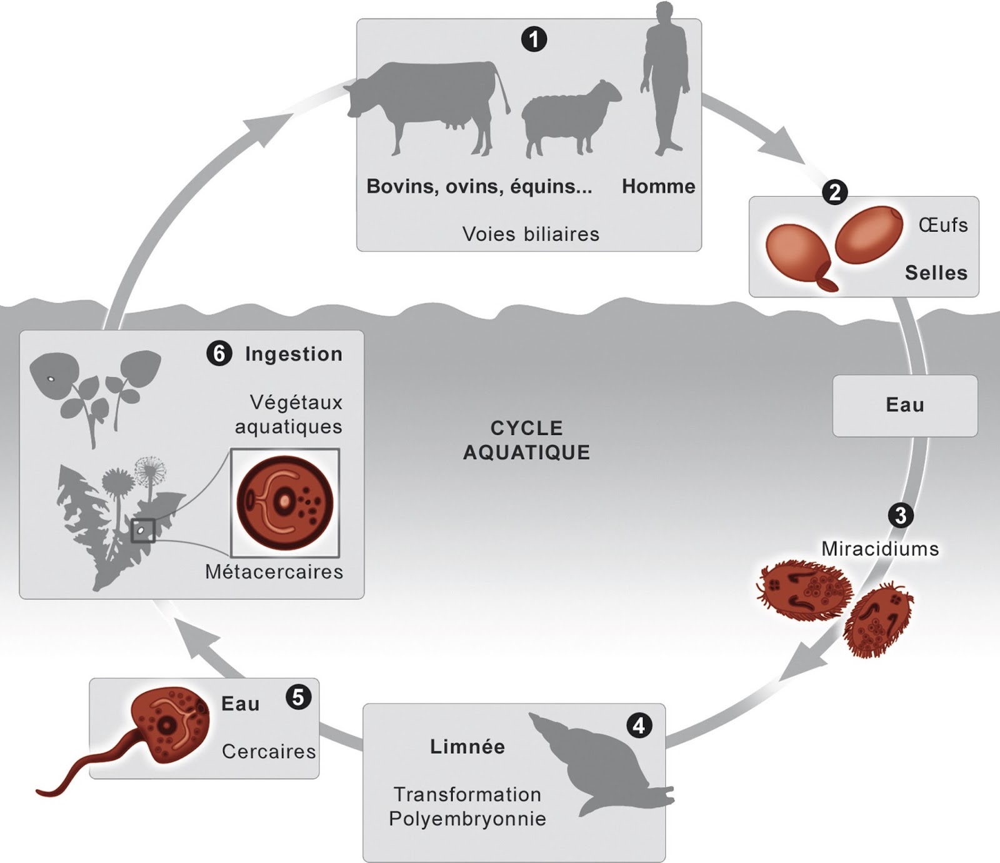 1
Bovins, ovins, équins... Homme
Voies biliaires
2
Œufs
Selles
Eau
3
Miracidiums
4
Limnée
Transformation
Polyembryonnie
5
Eau
Cercaires
6 Ingestion
Végétaux
aquatiques
Métacercaires
CYCLE
AQUATIQUE